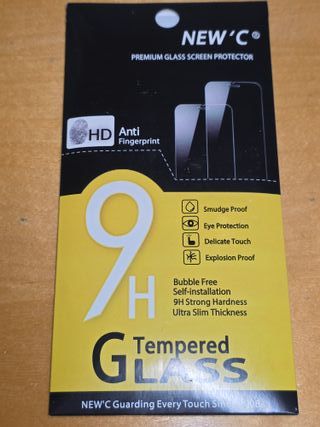 NEW'C®
PREMIUM GLASS SCREEN PROTECTOR
HD Anti
Fingerprint
Smudge Proof
Eye Protection
Delicate Touch
Explosion Proof
9H
Bubble Free
Self-installation
9H Strong Hardness
Ultra Slim Thickness
Tempered
GLASS
NEW'C Guarding Every Touch